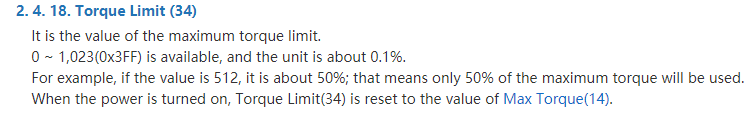 2. 4. 18. Torque Limit (34)
It is the value of the maximum torque limit.
0 ~ 1,023(0x3FF) is available, and the unit is about 0.1%.
For example, if the value is 512, it is about 50%; that means only 50% of the maximum torque will be used.
When the power is turned on, Torque Limit(34) is reset to the value of Max Torque(14).